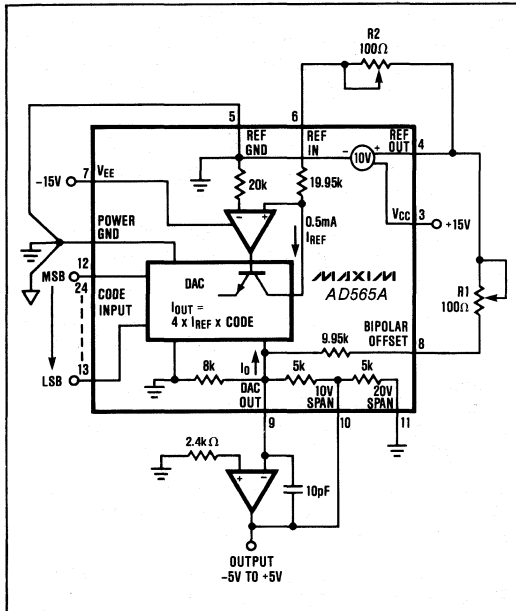 R2
100Ω
5
6
REF
GND
REF
IN
REF
OUT
4
-
10V
+
7
VEE
-15V
20k
19.95k
-
+
VCC
3
+15V
POWER
GND
0.5mA
IREF
12
MSB
24
CODE
INPUT
13
LSB
DAC
IOUT =
4 x IREF x CODE
MAXIM
AD565A
R1
100Ω
BIPOLAR
OFFSET
9.95k
8
8k
IO
DAC
OUT
5k
10V
SPAN
5k
20V
SPAN
9
10
11
2.4kΩ
+
-
10pF
OUTPUT
-5V TO +5V